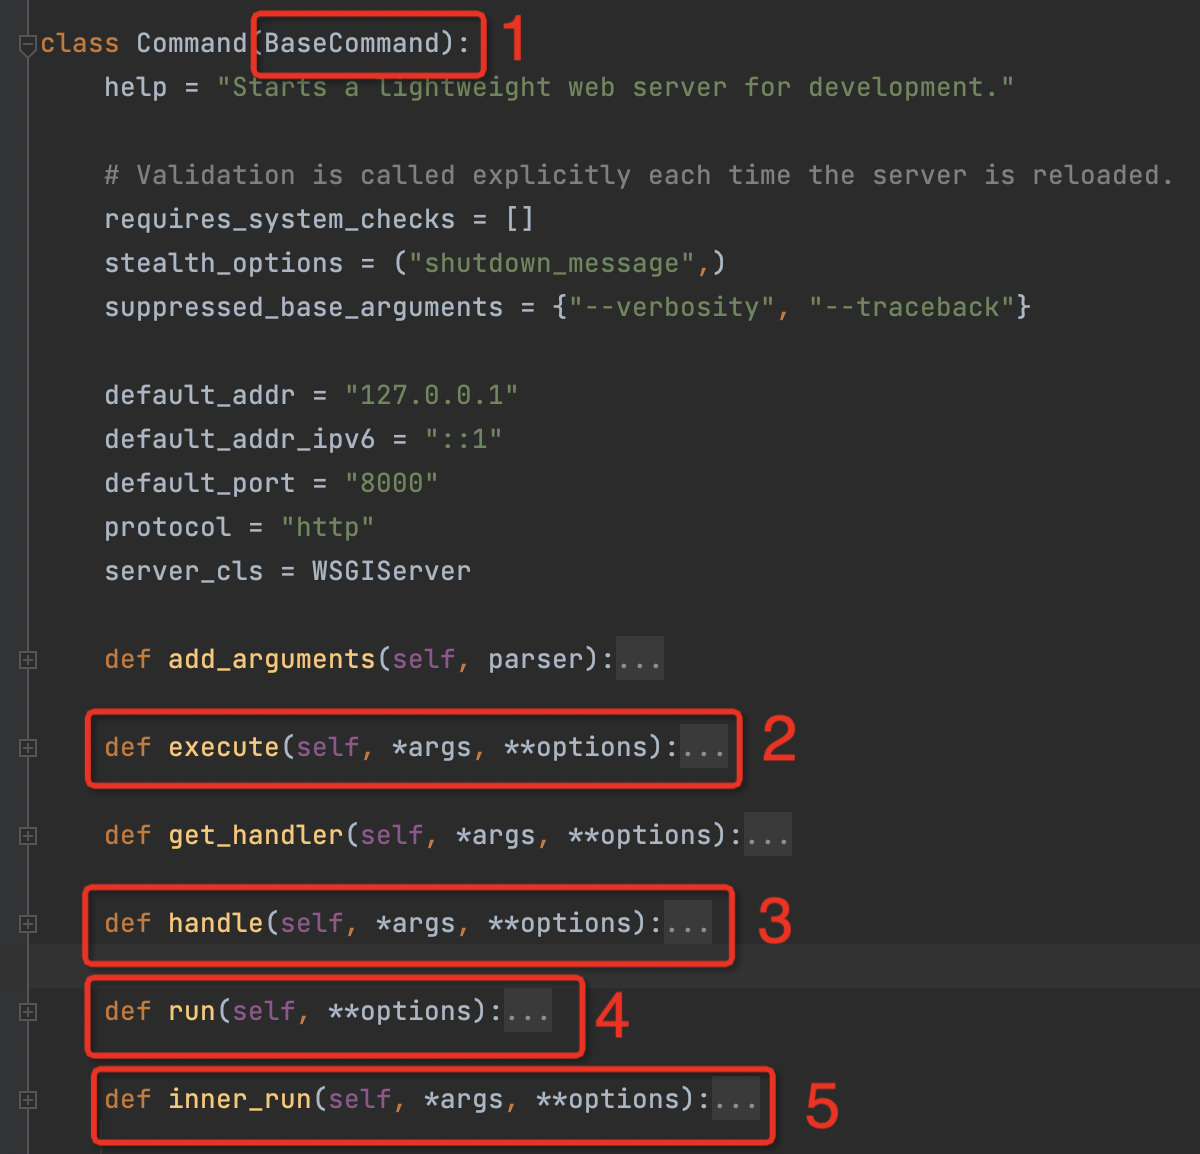 class Command(BaseCommand): 1
help = "Starts a lightweight web server for development."
# Validation is called explicitly each time the server is reloaded.
requires_system_checks = []
stealth_options = ("shutdown_message",)
suppressed_base_arguments = {"--verbosity", "--traceback"}
default_addr = "127.0.0.1"
default_addr_ipv6 = "::1"
default_port = "8000"
protocol = "http"
server_cls = WSGIServer
def add_arguments(self, parser):...
def execute(self, *args, **options):... 2
def get_handler(self, *args, **options):...
def handle(self, *args, **options):... 3
def run(self, **options):... 4
def inner_run(self, *args, **options):... 5